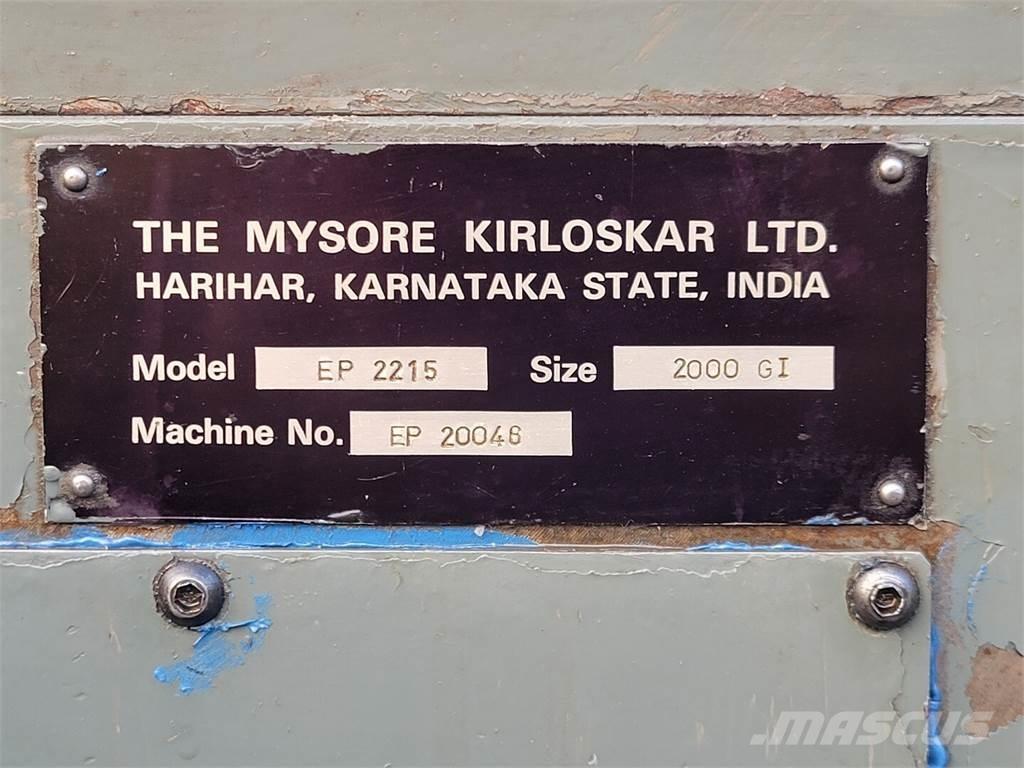 THE MYSORE KIRLOSKAR LTD.
HARIHAR, KARNATAKA STATE, INDIA
Model EP 2215 Size 2000 GI
Machine No. EP 20046
MASCUS